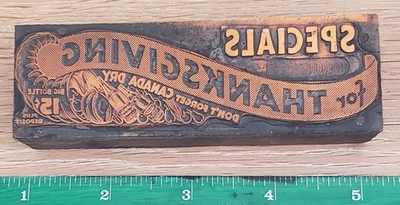 SPECIALS
for THANKSGIVING
DON'T FORGET CANADA DRY
BIG BOTTLE
15¢
PLUS
DEPOSIT
1 2 3 4 5